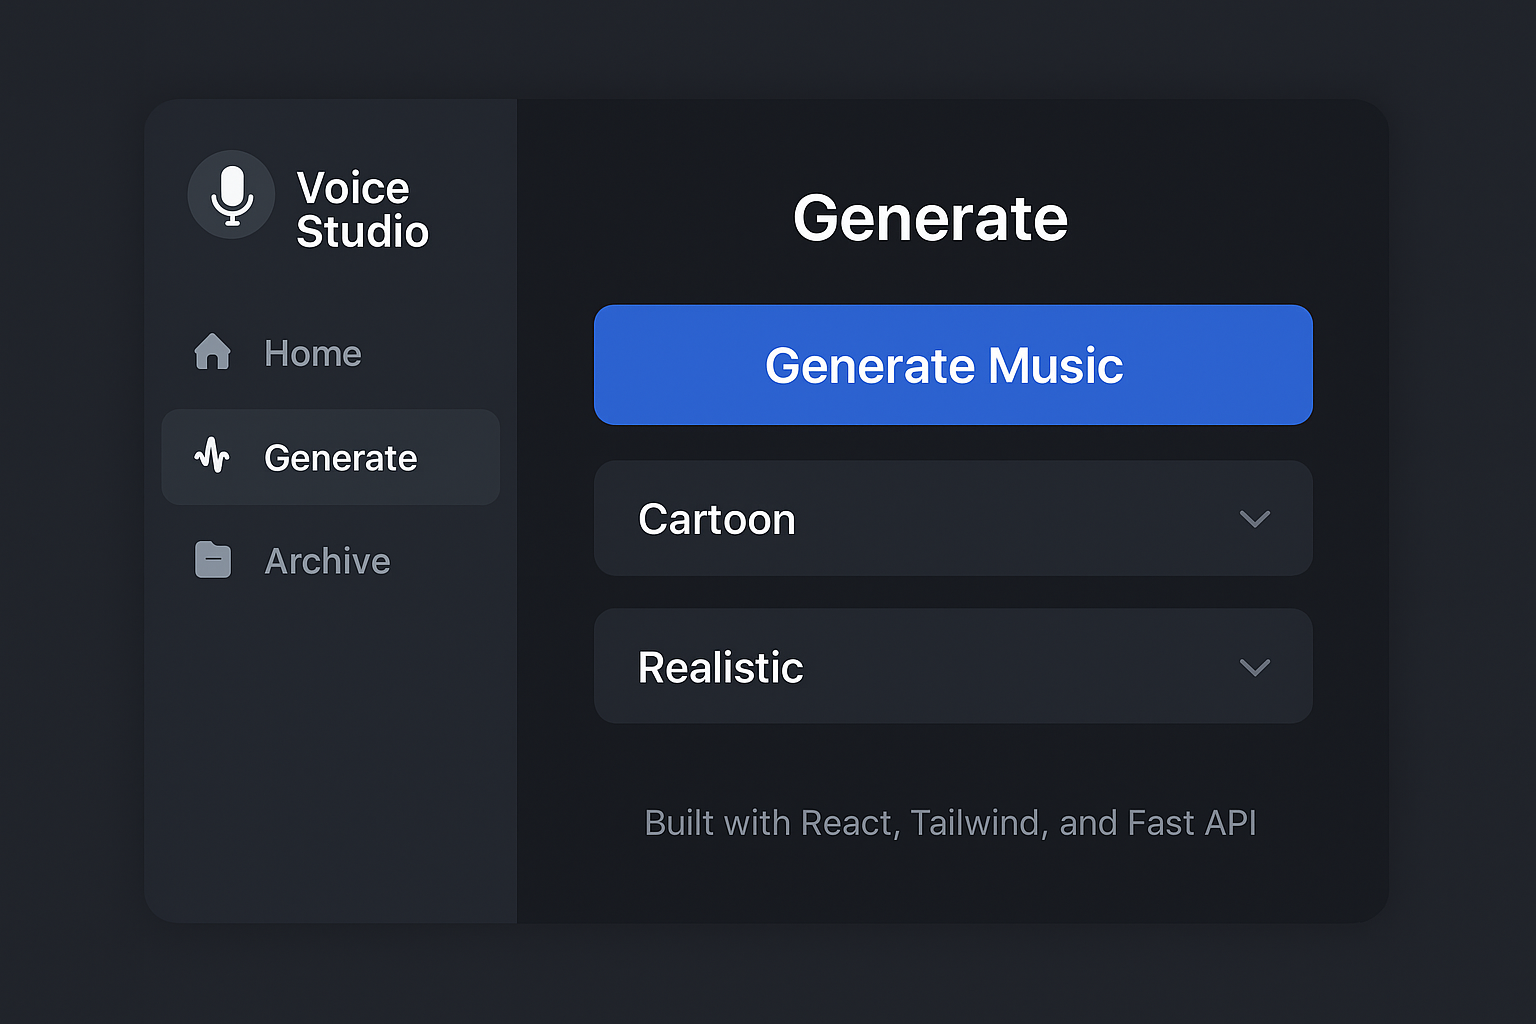 Voice
Studio
Home
Generate
Archive
Generate
Generate Music
Cartoon
Realistic
Built with React, Tailwind, and Fast API